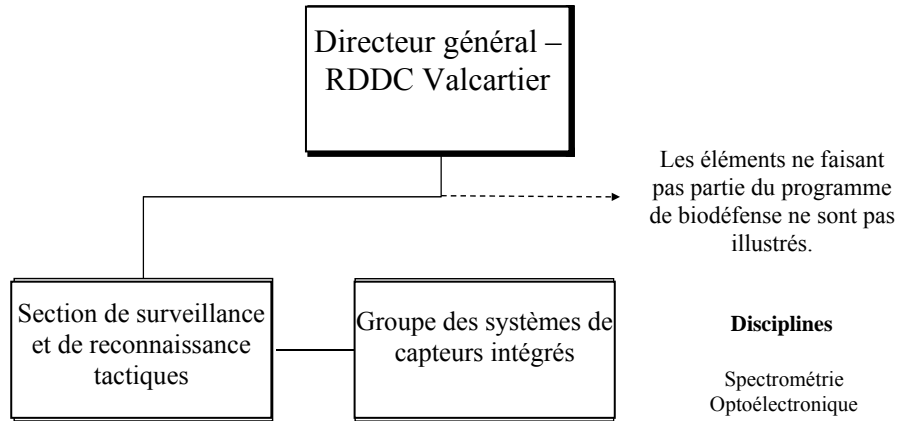 Directeur général –
RDDC Valcartier
Les éléments ne faisant
pas partie du programme
de biodéfense ne sont pas
illustrés.
Section de surveillance
et de reconnaissance
tactiques
Groupe des systèmes de
capteurs intégrés
Disciplines
Spectrométrie
Optoélectronique